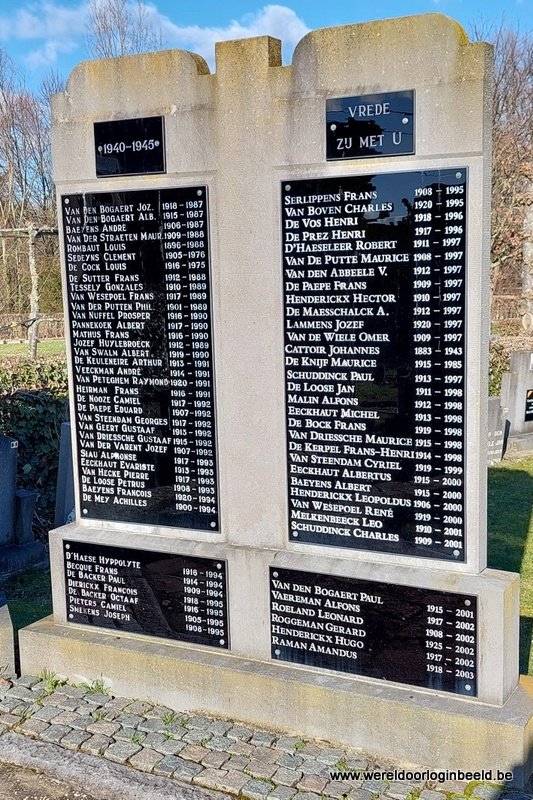 1940-1945
VAN DEN BOGAERT JOZ. 1918 - 1987
VAN DEN BOGAERT ALB. 1915 - 1987
BAEYENS ANDRÉ 1906 - 1987
VAN DER STRAETEN MAUR. 1909 - 1988
ROMBAUT LOUIS 1896 - 1988
SEDEYNS CLEMENT 1905 - 1976
DE COCK LOUIS 1916 - 1975
DE SUTTER FRANS 1912 - 1988
TESSELY GONZALES 1910 - 1989
VAN WESEPOEL FRANS 1917 - 1989
VAN DER PUTTEN PHIL. 1901 - 1989
VAN NUFFEL PROSPER 1916 - 1990
PANNEKOEK ALBERT 1917 - 1990
MATHUS FRANS 1916 - 1990
JOZEF HUYLEBROECK 1912 - 1989
VAN SWALM ALBERT 1919 - 1990
DE KEULENEIRE ARTHUR 1913 - 1991
VEECKMAN ANDRÉ 1914 - 1991
VAN PETEGHEM RAYMOND 1920 - 1991
HEIRMAN FRANS 1916 - 1991
DE NOOZE CAMIEL 1917 - 1992
DE PAEPE EDUARD 1907 - 1992
VAN STEENDAM GEORGES 1917 - 1992
VAN GEERT GUSTAAF 1913 - 1992
VAN DRIESSCHE GUSTAAF 1915 - 1992
VAN DER VARENT JOZEF 1907 - 1992
SIAU ALPHONSE 1917 - 1993
EECKHAUT EVARISTE 1913 - 1993
VAN HECKE PIERRE 1917 - 1993
DE LOOSE PETRUS 1908 - 1993
BAEYENS FRANÇOIS 1920 - 1994
DE MEY ACHILLES 1900 - 1994
D'HAESE HYPPOLYTE 1916 - 1994
BECQUE FRANS 1914 - 1994
DE BACKER PAUL 1909 - 1994
DIERICKX FRANÇOIS 1918 - 1995
DE BACKER OCTAAF 1916 - 1995
PIETERS CAMIEL 1905 - 1995
SMEKENS JOSEPH 1908 - 1995
VREDE
ZIJ MET U
SERLIPPENS FRANS 1908 - 1995
VAN BOVEN CHARLES 1920 - 1995
DE VOS HENRI 1918 - 1996
DE PREZ HENRI 1917 - 1996
D'HAESELEER ROBERT 1911 - 1997
VAN DE PUTTE MAURICE 1908 - 1997
VAN DEN ABBEELE V. 1912 - 1997
DE PAEPE FRANS 1909 - 1997
HENDERICKX HECTOR 1910 - 1997
DE MAESSCHALCK A. 1912 - 1997
LAMMENS JOZEF 1920 - 1997
VAN DE WIELE OMER 1909 - 1997
CATTOIR JOHANNES 1883 - 1943
DE KNIJF MAURICE 1915 - 1985
SCHUDDINCK PAUL 1913 - 1997
DE LOOSE JAN 1911 - 1998
MALIN ALFONS 1912 - 1998
EECKHAUT MICHEL 1913 - 1998
DE BOCK FRANS 1919 - 1998
VAN DRIESSCHE MAURICE 1915 - 1998
DE KERPEL FRANS-HENRI 1914 - 1998
VAN STEENDAM CYRIEL 1919 - 1999
EECKHAUT ALBERTUS 1915 - 2000
BAEYENS ALBERT 1915 - 2000
HENDERICKX LEOPOLDUS 1906 - 2000
VAN WESEPOEL RENÉ 1919 - 2000
MELKENBEECK LEO 1910 - 2001
SCHUDDINCK CHARLES 1909 - 2001
VAN DEN BOGAERT PAUL 1915 - 2001
VAEREMAN ALFONS 1917 - 2002
ROELAND LEONARD 1908 - 2002
ROGGEMAN GERARD 1925 - 2002
HENDERICKX HUGO 1917 - 2002
RAMAN AMANDUS 1918 - 2003
www.wereldoorloginbeeld.be